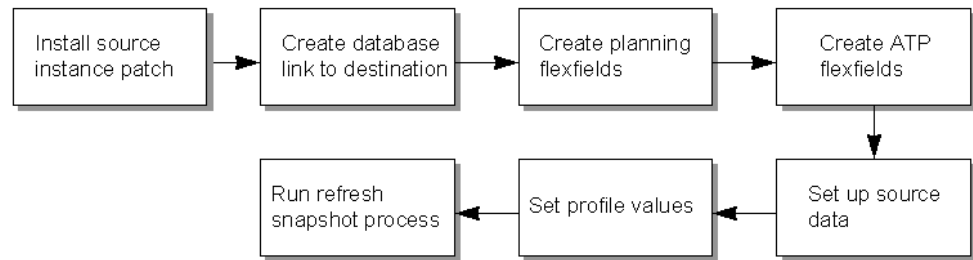 Install source
instance patch
Create database
link to destination
Create planning
flexfields
Create ATP
flexfields
Set up source
data
Set profile values
Run refresh
snapshot process